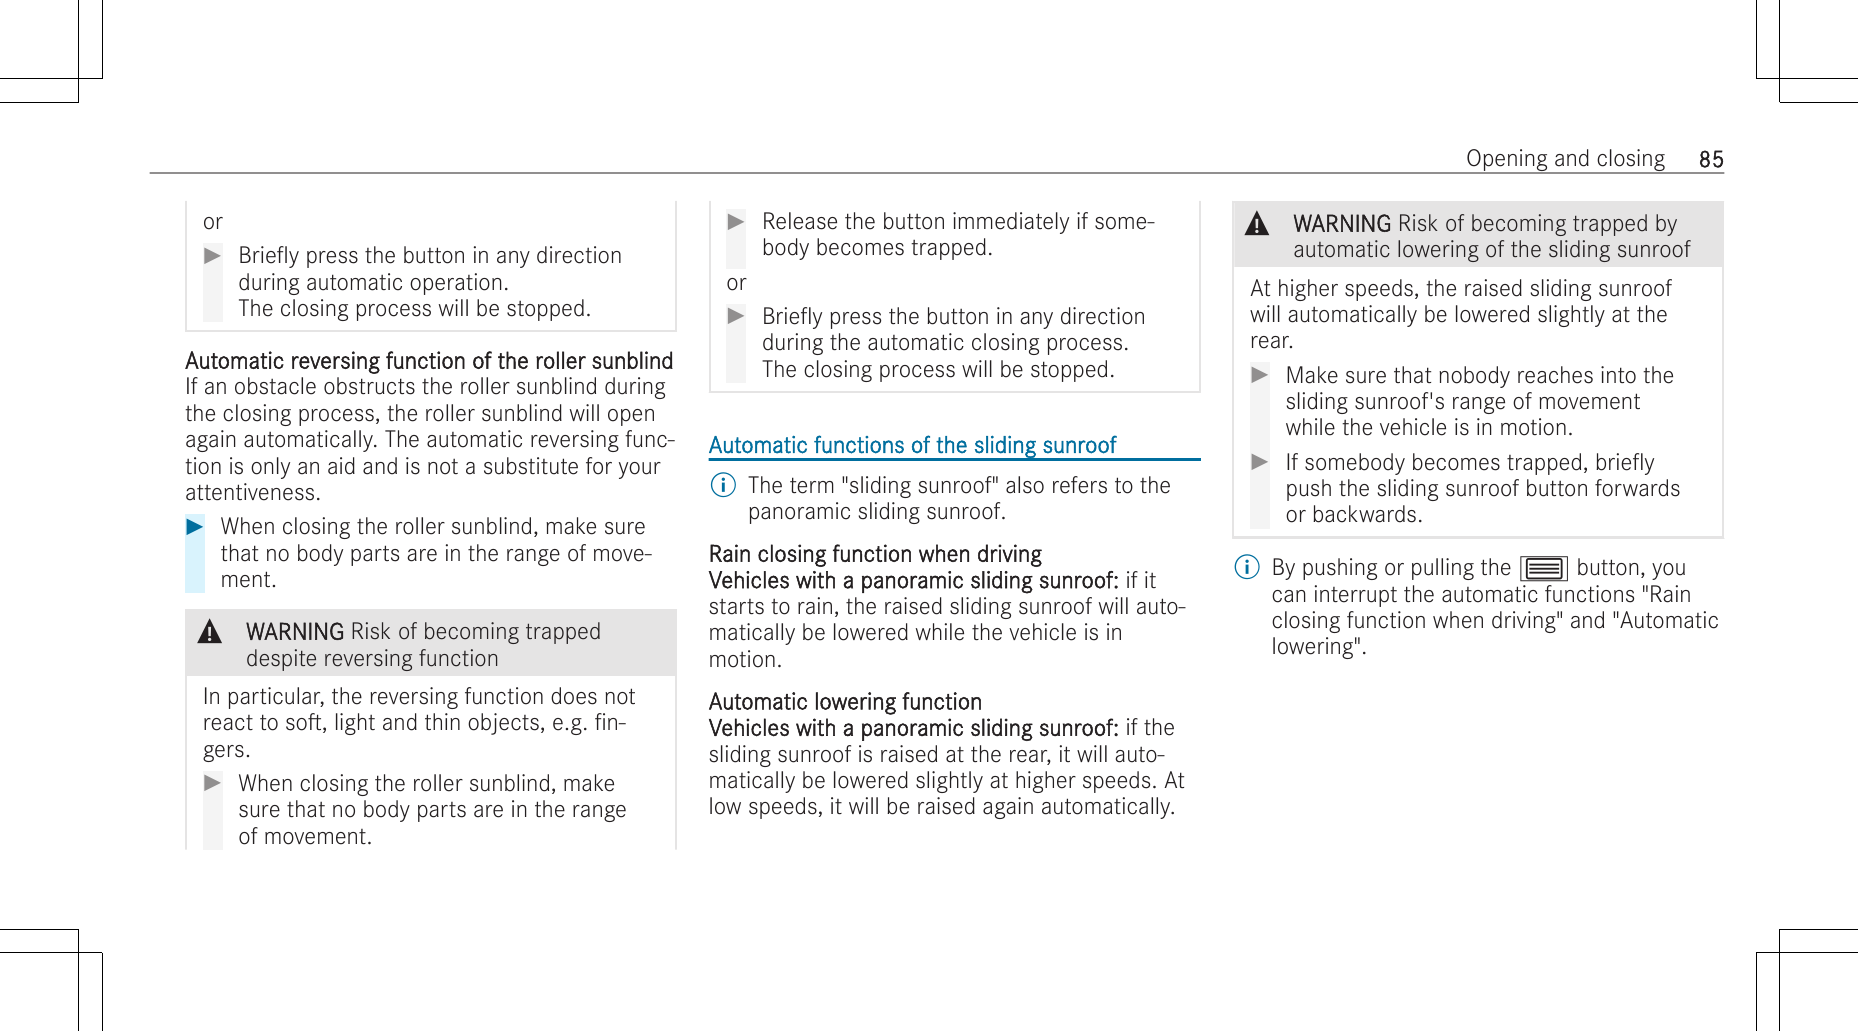 Opening and closing 85
or
Briefly press the button in any direction
during automatic operation.
The closing process will be stopped.
Automatic reversing function of the roller sunblind
If an obstacle obstructs the roller sunblind during
the closing process, the roller sunblind will open
again automatically. The automatic reversing func-
tion is only an aid and is not a substitute for your
attentiveness.
When closing the roller sunblind, make sure
that no body parts are in the range of move-
ment.
WARNING Risk of becoming trapped
despite reversing function
In particular, the reversing function does not
react to soft, light and thin objects, e.g. fin-
gers.
When closing the roller sunblind, make
sure that no body parts are in the range
of movement.
Release the button immediately if some-
body becomes trapped.
or
Briefly press the button in any direction
during the automatic closing process.
The closing process will be stopped.
Automatic functions of the sliding sunroof
The term "sliding sunroof" also refers to the
panoramic sliding sunroof.
Rain closing function when driving
Vehicles with a panoramic sliding sunroof: if it
starts to rain, the raised sliding sunroof will auto-
matically be lowered while the vehicle is in
motion.
Automatic lowering function
Vehicles with a panoramic sliding sunroof: if the
sliding sunroof is raised at the rear, it will auto-
matically be lowered slightly at higher speeds. At
low speeds, it will be raised again automatically.
WARNING Risk of becoming trapped by
automatic lowering of the sliding sunroof
At higher speeds, the raised sliding sunroof
will automatically be lowered slightly at the
rear.
Make sure that nobody reaches into the
sliding sunroof's range of movement
while the vehicle is in motion.
If somebody becomes trapped, briefly
push the sliding sunroof button forwards
or backwards.
By pushing or pulling the button, you
can interrupt the automatic functions "Rain
closing function when driving" and "Automatic
lowering".